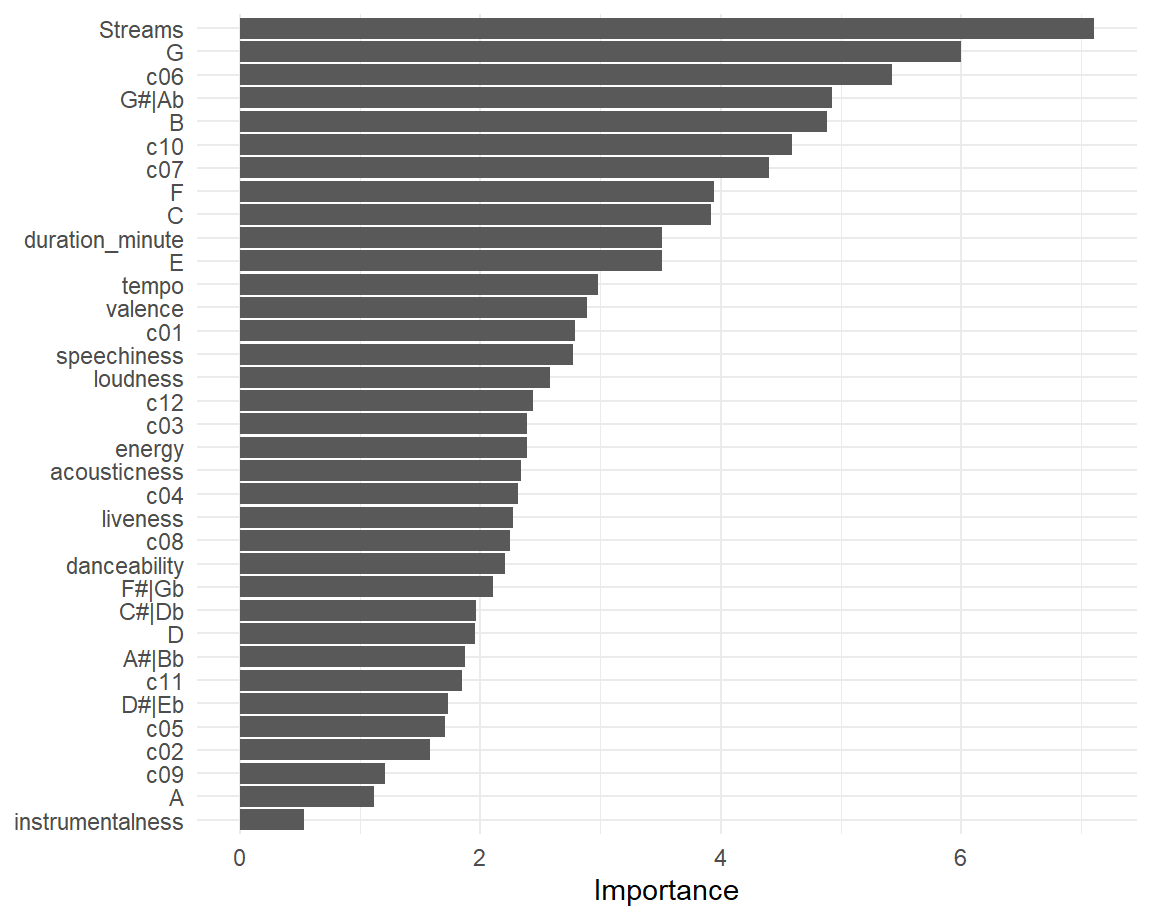 Streams
G
c06
G#|Ab
B
c10
c07
F
C
duration_minute
E
tempo
valence
c01
speechiness
loudness
c12
c03
energy
acousticness
c04
liveness
c08
danceability
F#|Gb
C#|Db
D
A#|Bb
c11
D#|Eb
c05
c02
c09
A
instrumentalness
0 2 4 6
Importance